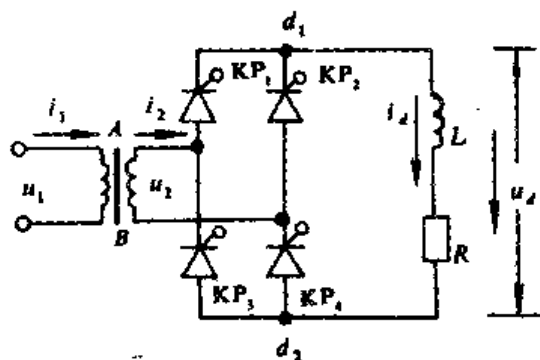 d₁
KP₁ KP₂
i₁ A i₂ i_d L
u₁ u₂ u_d
B R
KP₃ KP₄
d₂